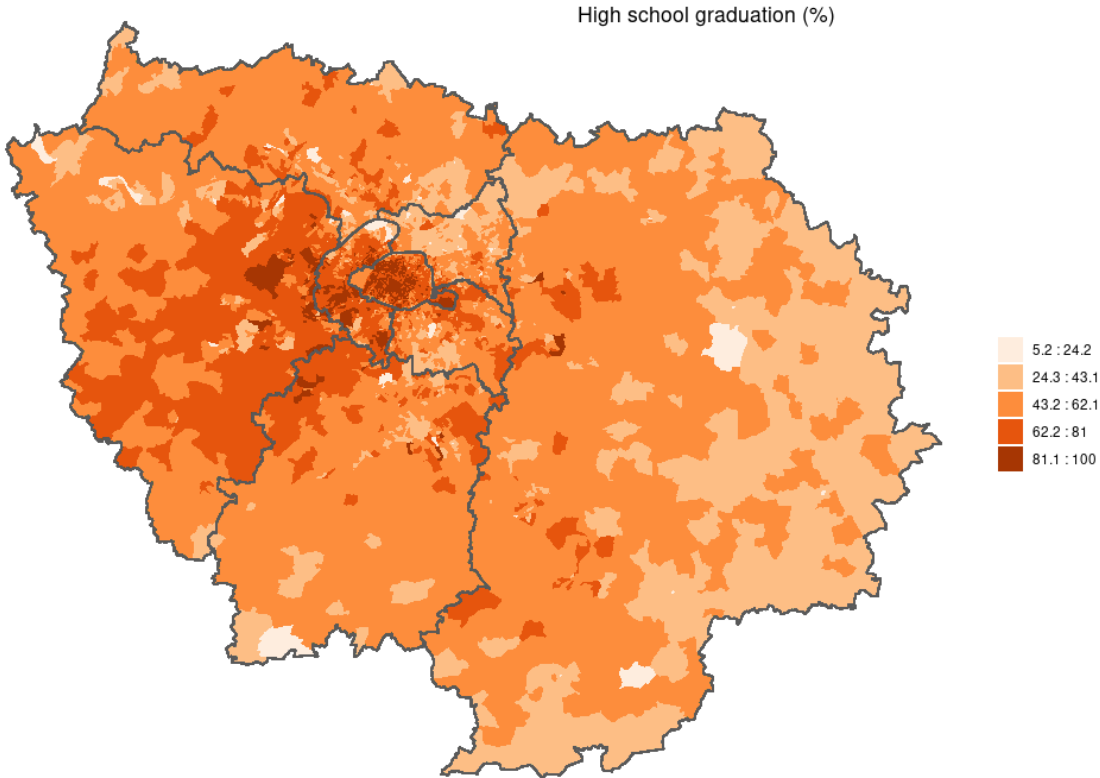 High school graduation (%)
5.2 : 24.2
24.3 : 43.1
43.2 : 62.1
62.2 : 81
81.1 : 100